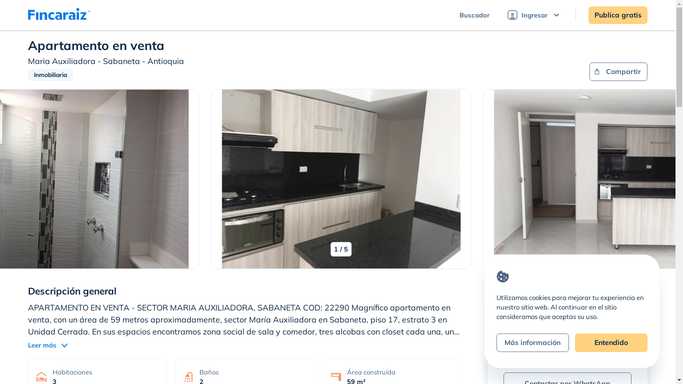 Fincaraiz
Buscador
Ingresar
Publica gratis
Apartamento en venta
Maria Auxiliadora - Sabaneta - Antioquia
Inmobiliaria
Compartir
1 / 5
Descripción general
APARTAMENTO EN VENTA - SECTOR MARIA AUXILIADORA, SABANETA COD: 22290 Magnífico apartamento en
venta, con un área de 59 metros aproximadamente, sector María Auxiliadora en Sabaneta, piso 17, estrato 3 en
Unidad Cerrada. En sus espacios encontramos zona social de sala y comedor, tres alcobas con closet cada una, un...
Leer más
Habitaciones
3
Baños
2
Área construida
59 m²
Utilizamos cookies para mejorar tu experiencia en
nuestro sitio web. Al continuar en el sitio
consideramos que aceptas su uso.
Más información
Entendido
Contactar por WhatsApp